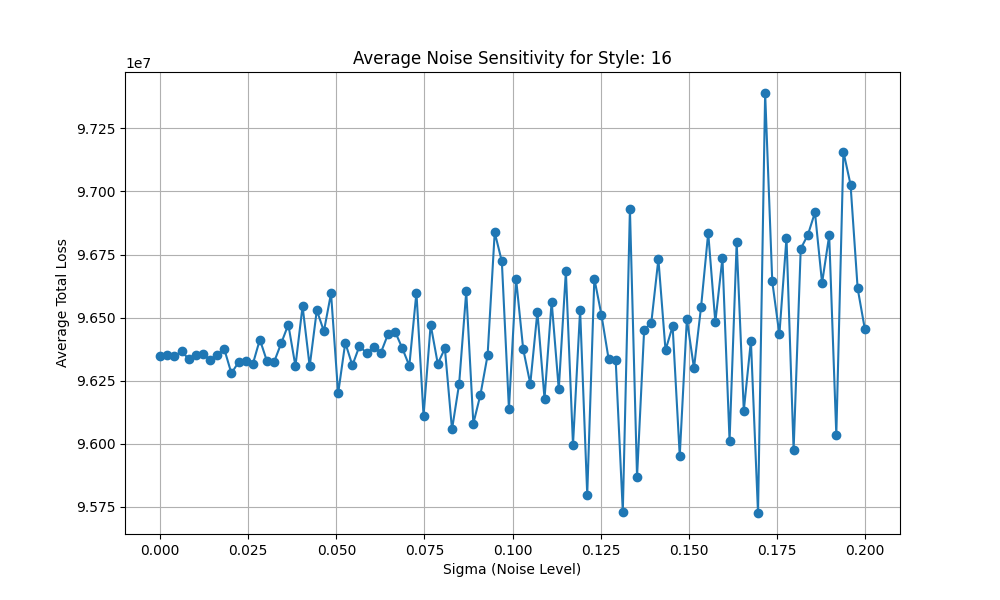 Average Noise Sensitivity for Style: 16
1e7
9.725
9.700
9.675
9.650
9.625
9.600
9.575
Average Total Loss
0.000 0.025 0.050 0.075 0.100 0.125 0.150 0.175 0.200
Sigma (Noise Level)